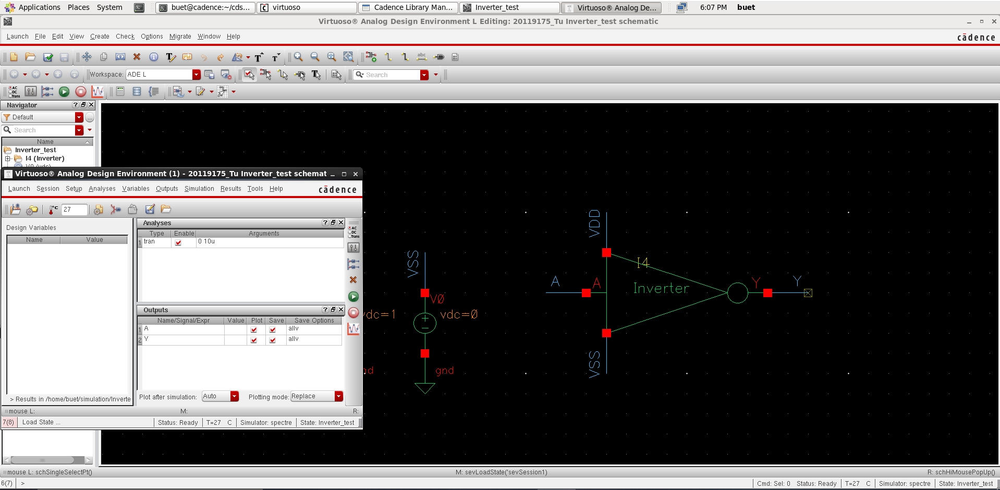 Applications Places System buet@cadence:~/cds... virtuoso Cadence Library Man... Inverter_test Virtuoso® Analog De... 6:07 PM buet
Virtuoso® Analog Design Environment L Editing: 20119175_Tu Inverter_test schematic
Launch File Edit View Create Check Options Migrate Window Help cādence
Workspace: ADE L Search
AC
DC
Trans
Navigator
Default
Search
Name
Inverter_test
I4 (Inverter)
V0 (vdc)
Virtuoso® Analog Design Environment (1) - 20119175_Tu Inverter_test schemat
Launch Session Setup Analyses Variables Outputs Simulation Results Tools Help cādence
°C 27
Design Variables
Name Value
Analyses
Type Enable Arguments
1 tran 0 10u
Outputs
Name/Signal/Expr Value Plot Save Save Options
1 A allv
2 Y allv
AC
DC
Trans
Plot after simulation: Auto Plotting mode: Replace
> Results in /home/buet/simulation/Inverte
mouse L: M: R:
7(8) Load State ... Status: Ready T=27 C Simulator: spectre State: Inverter_test
VSS
V0
vdc=1
vdc=0
nd
gnd
VDD
I4
A
A
Inverter
Y
Y
VSS
mouse L: schSingleSelectPt() M: sevLoadState('sevSession1) R: schHiMousePopUp()
6(7) > Cmd: Sel: 0 Status: Ready T=27 C Simulator: spectre State: Inverter_test